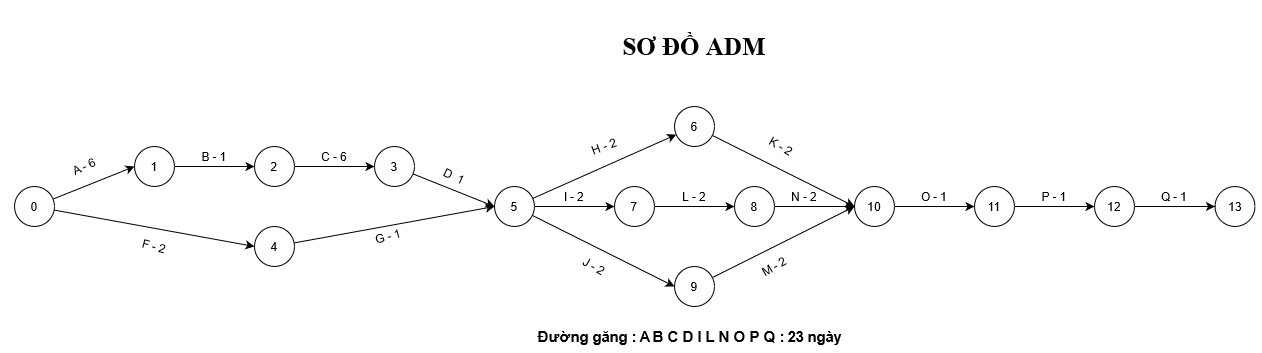 SƠ ĐỒ ADM
6
H - 2
K - 2
A - 6
1
B - 1
2
C - 6
3
D 1
0
5
I - 2
7
L - 2
8
N - 2
10
O - 1
11
P - 1
12
Q - 1
13
F - 2
4
G - 1
J - 2
9
M - 2
Đường găng : A B C D I L N O P Q : 23 ngày